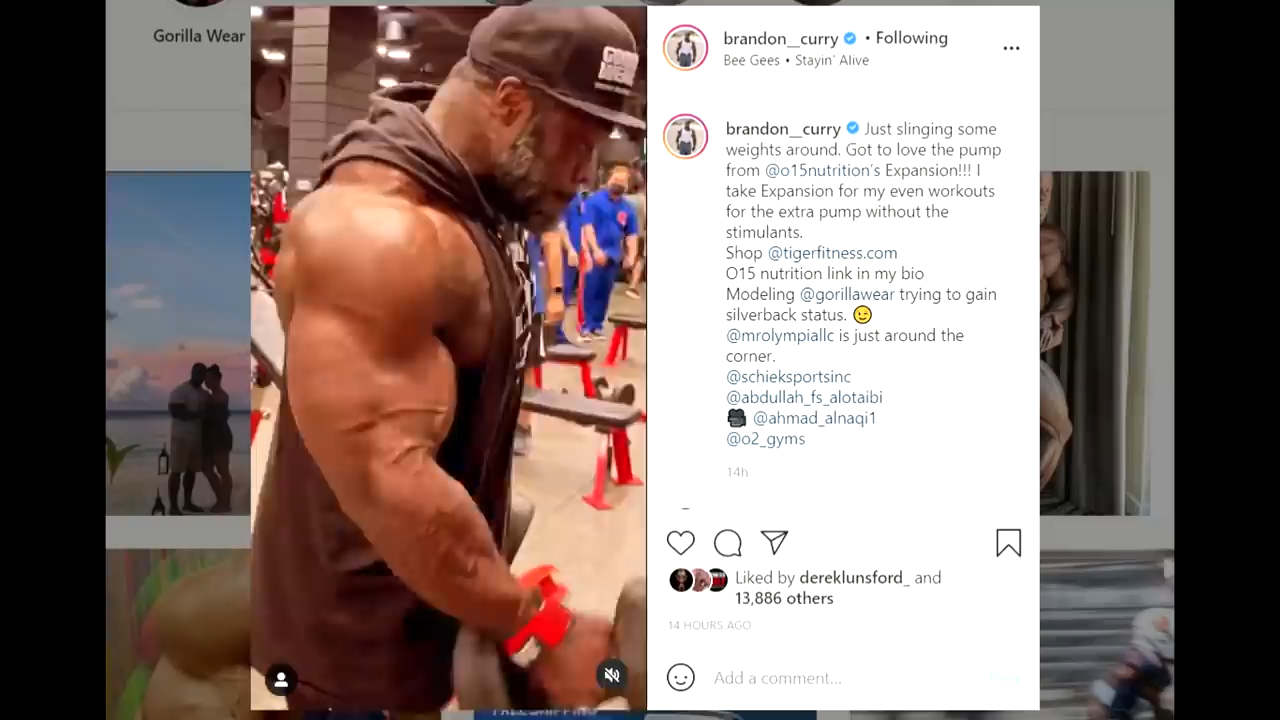 Gorilla Wear
brandon__curry • Following
Bee Gees • Stayin' Alive
brandon__curry Just slinging some
weights around. Got to love the pump
from @o15nutrition's Expansion!!! I
take Expansion for my even workouts
for the extra pump without the
stimulants.
Shop @tigerfitness.com
O15 nutrition link in my bio
Modeling @gorillawear trying to gain
silverback status. 😉
@mrolympiallc is just around the
corner.
@schieksportsinc
@abdullah_fs_alotaibi
🎥 @ahmad_alnaqi1
@o2_gyms
14h
Liked by dereklunsford_ and
13,886 others
14 HOURS AGO
Add a comment...